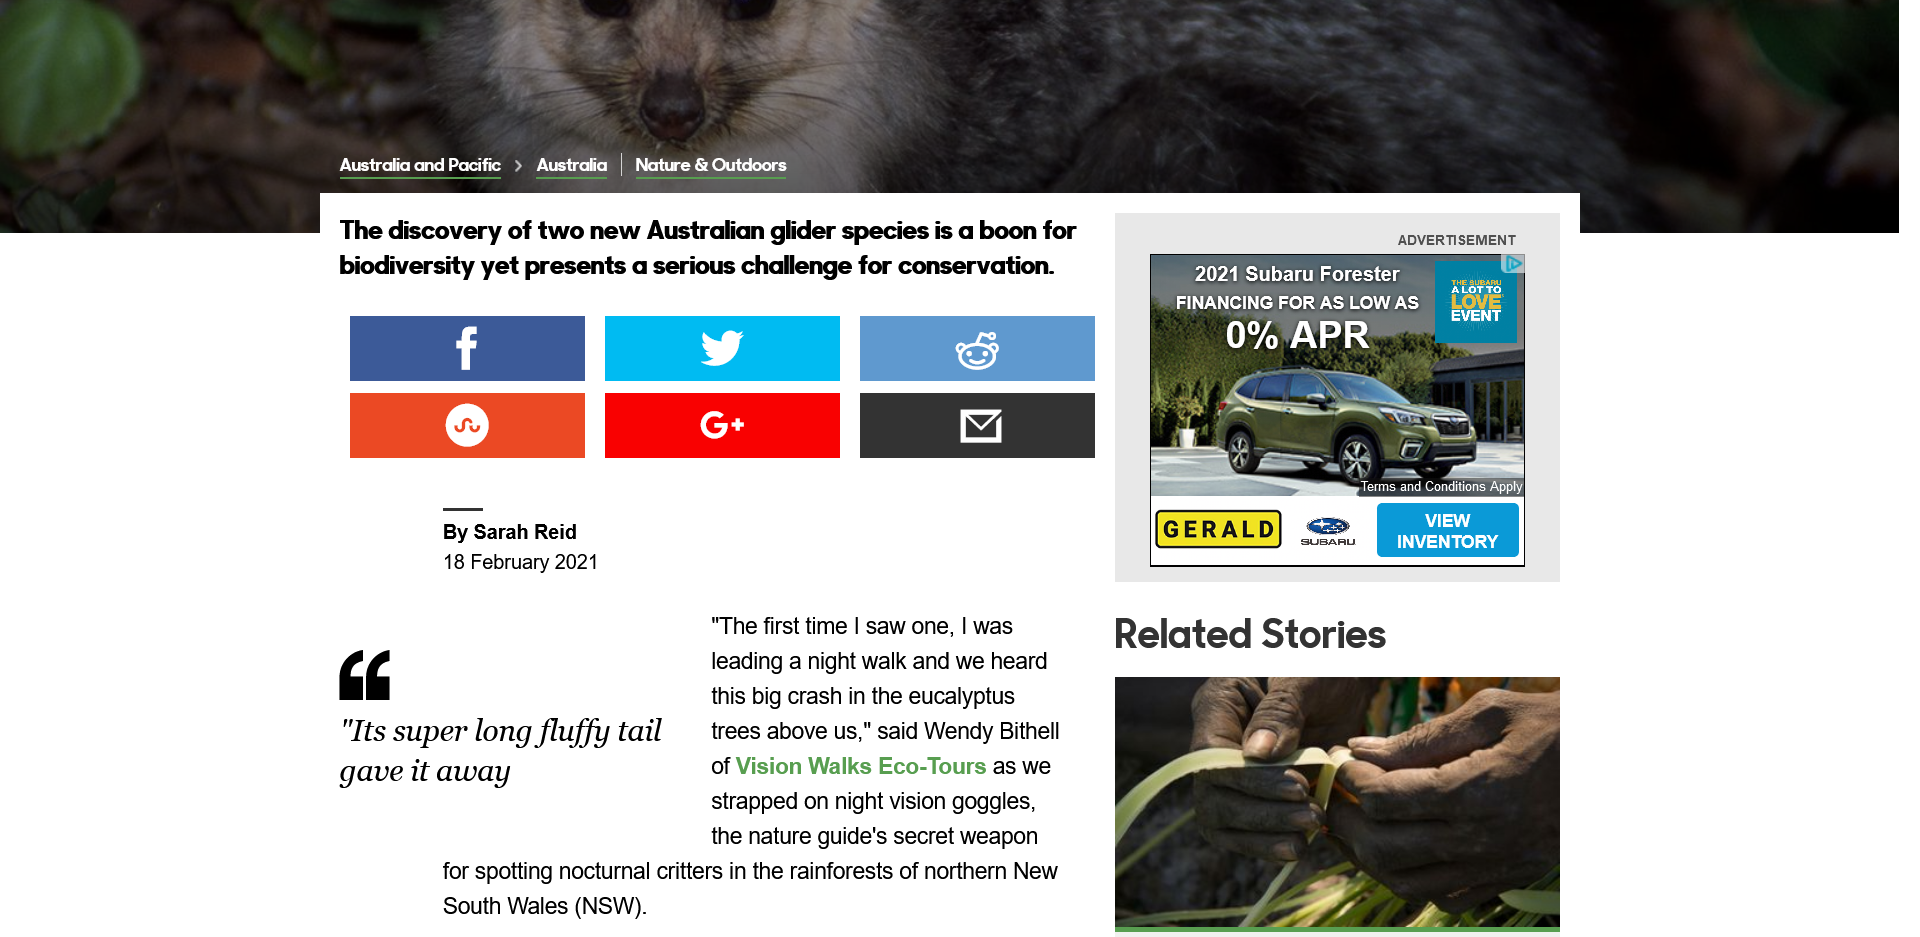 Australia and Pacific
Australia
Nature & Outdoors
The discovery of two new Australian glider species is a boon for
biodiversity yet presents a serious challenge for conservation.
G+
By Sarah Reid
18 February 2021
"Its super long fluffy tail
gave it away
"The first time I saw one, I was
leading a night walk and we heard
this big crash in the eucalyptus
trees above us," said Wendy Bithell
of Vision Walks Eco-Tours as we
strapped on night vision goggles,
the nature guide's secret weapon
for spotting nocturnal critters in the rainforests of northern New
South Wales (NSW).
ADVERTISEMENT
2021 Subaru Forester
FINANCING FOR AS LOW AS
0% APR
THE SUBARU
A LOT TO
LOVE
EVENT
Terms and Conditions Apply
GERALD
SUBARU
VIEW
INVENTORY
Related Stories